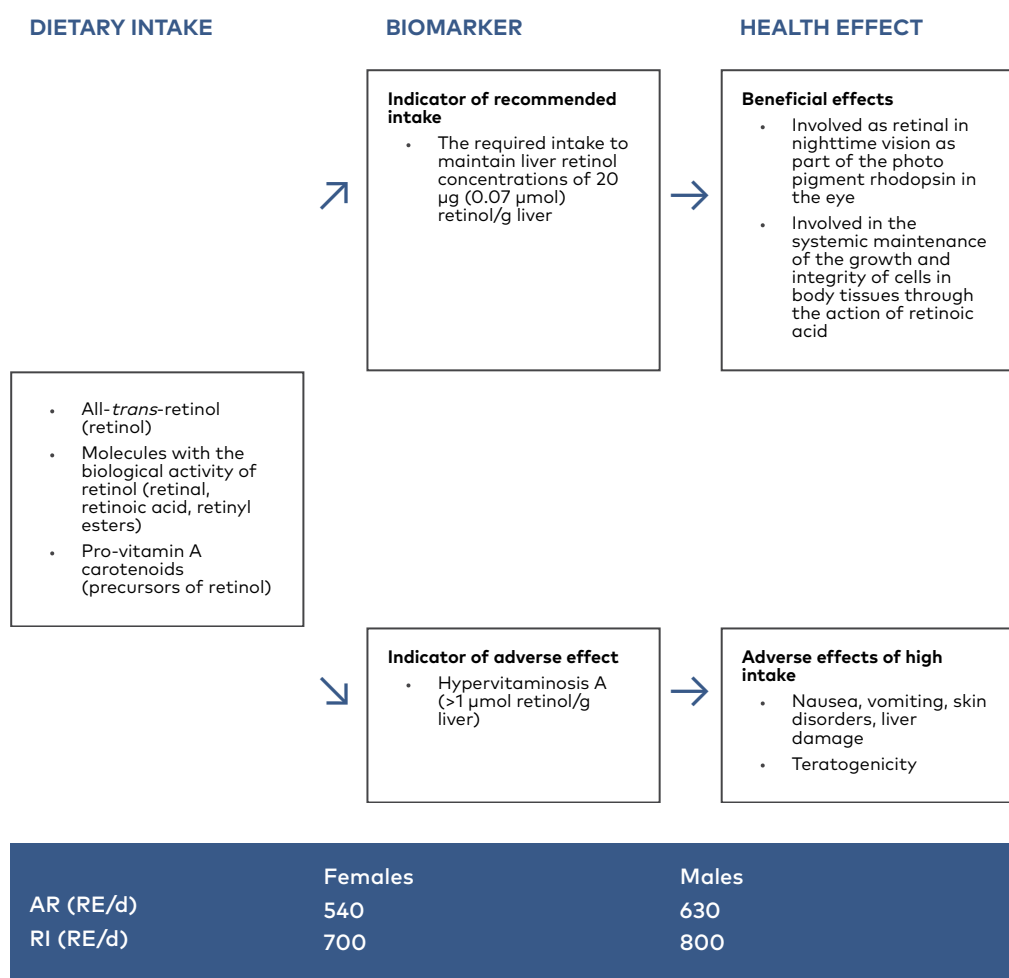 DIETARY INTAKE
BIOMARKER
HEALTH EFFECT
Indicator of recommended
intake
• The required intake to
maintain liver retinol
concentrations of 20
µg (0.07 µmol)
retinol/g liver
Beneficial effects
• Involved as retinal in
nighttime vision as
part of the photo
pigment rhodopsin in
the eye
• Involved in the
systemic maintenance
of the growth and
integrity of cells in
body tissues through
the action of retinoic
acid
• All-trans-retinol
(retinol)
• Molecules with the
biological activity of
retinol (retinal,
retinoic acid, retinyl
esters)
• Pro-vitamin A
carotenoids
(precursors of retinol)
Indicator of adverse effect
• Hypervitaminosis A
(>1 µmol retinol/g
liver)
Adverse effects of high
intake
• Nausea, vomiting, skin
disorders, liver
damage
• Teratogenicity
Females Males
AR (RE/d) 540 630
RI (RE/d) 700 800